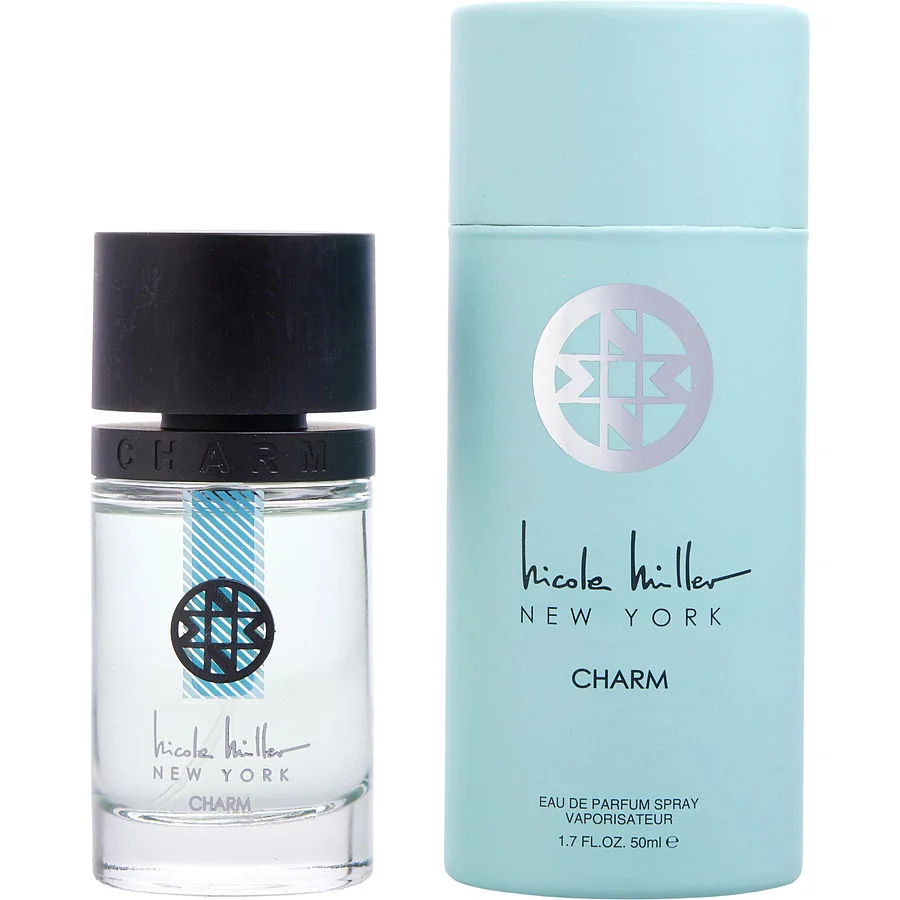 CHARM
Nicole Miller
NEW YORK
CHARM
Nicole Miller
NEW YORK
CHARM
EAU DE PARFUM SPRAY
VAPORISATEUR
1.7 FL.OZ. 50ml ℮